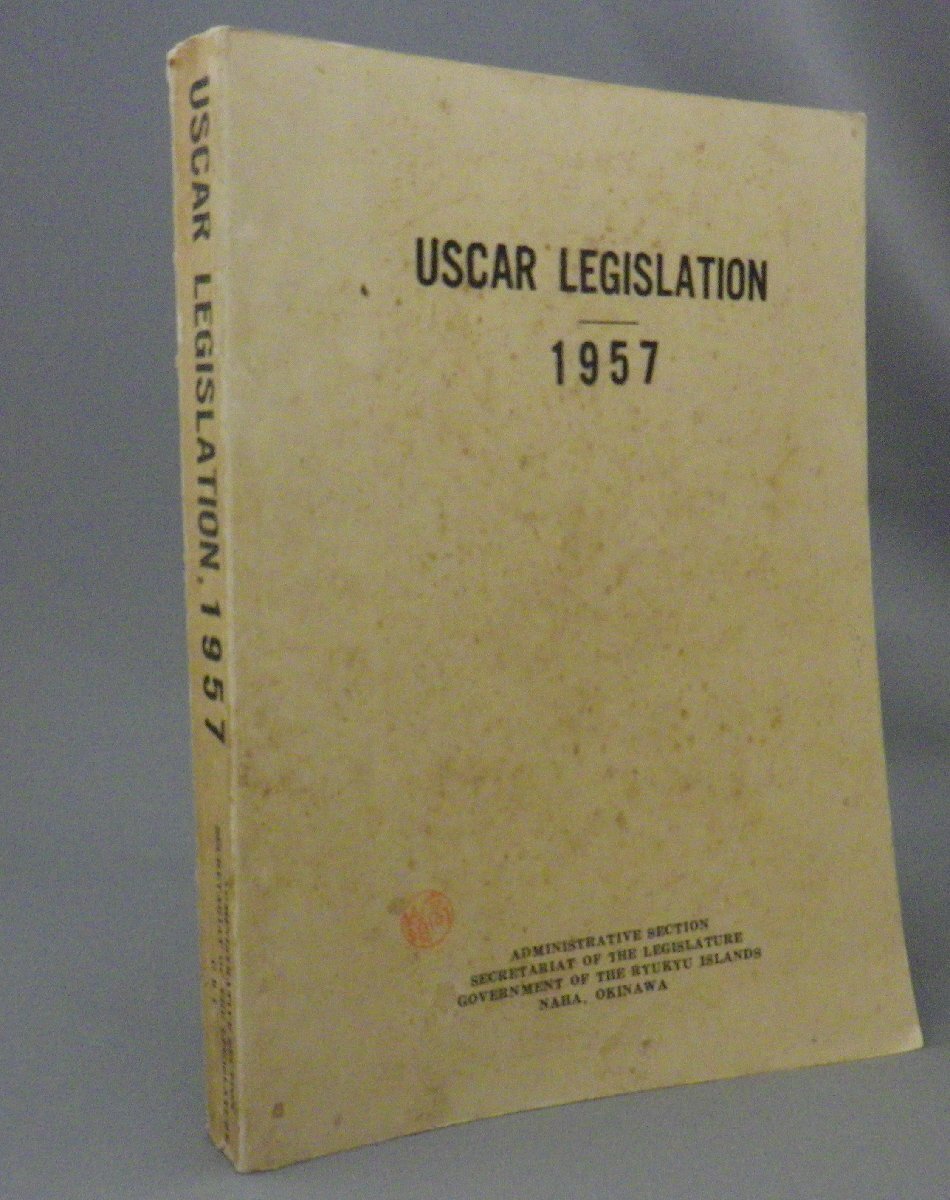 USCAR LEGISLATION
1957
ADMINISTRATIVE SECTION
SECRETARIAT OF THE LEGISLATURE
GOVERNMENT OF THE RYUKYU ISLANDS
NAHA, OKINAWA
USCAR LEGISLATION, 1957